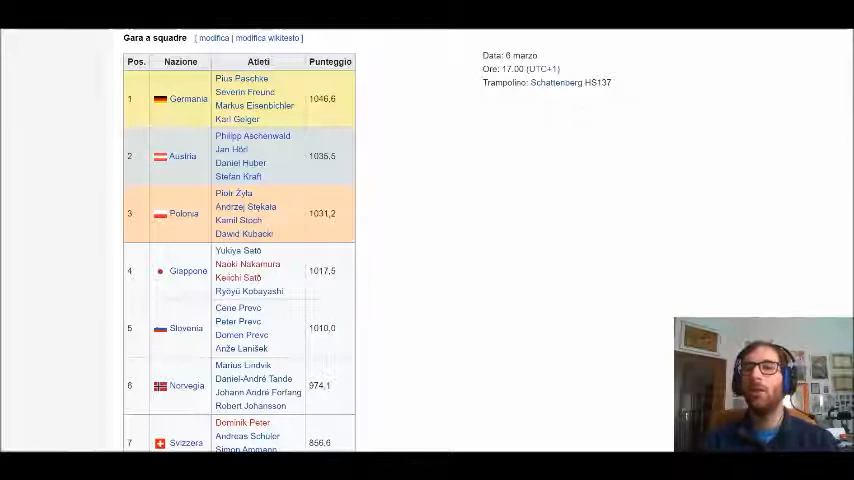 Gara a squadre [ modifica | modifica wikitesto ]
Pos. Nazione Atleti Punteggio
1 Germania Pius Paschke Severin Freund Markus Eisenbichler Karl Geiger 1046,6
2 Austria Philipp Aschenwald Jan Hörl Daniel Huber Stefan Kraft 1035,5
3 Polonia Piotr Żyła Andrzej Stękała Kamil Stoch Dawid Kubacki 1031,2
4 Giappone Yukiya Satō Naoki Nakamura Keiichi Satō Ryōyū Kobayashi 1017,5
5 Slovenia Cene Prevc Peter Prevc Domen Prevc Anže Lanišek 1010,0
6 Norvegia Marius Lindvik Daniel-André Tande Johann André Forfang Robert Johansson 974,1
7 Svizzera Dominik Peter Andreas Schuler Simon Ammann 856,6
Data: 6 marzo
Ore: 17.00 (UTC+1)
Trampolino: Schattenberg HS137